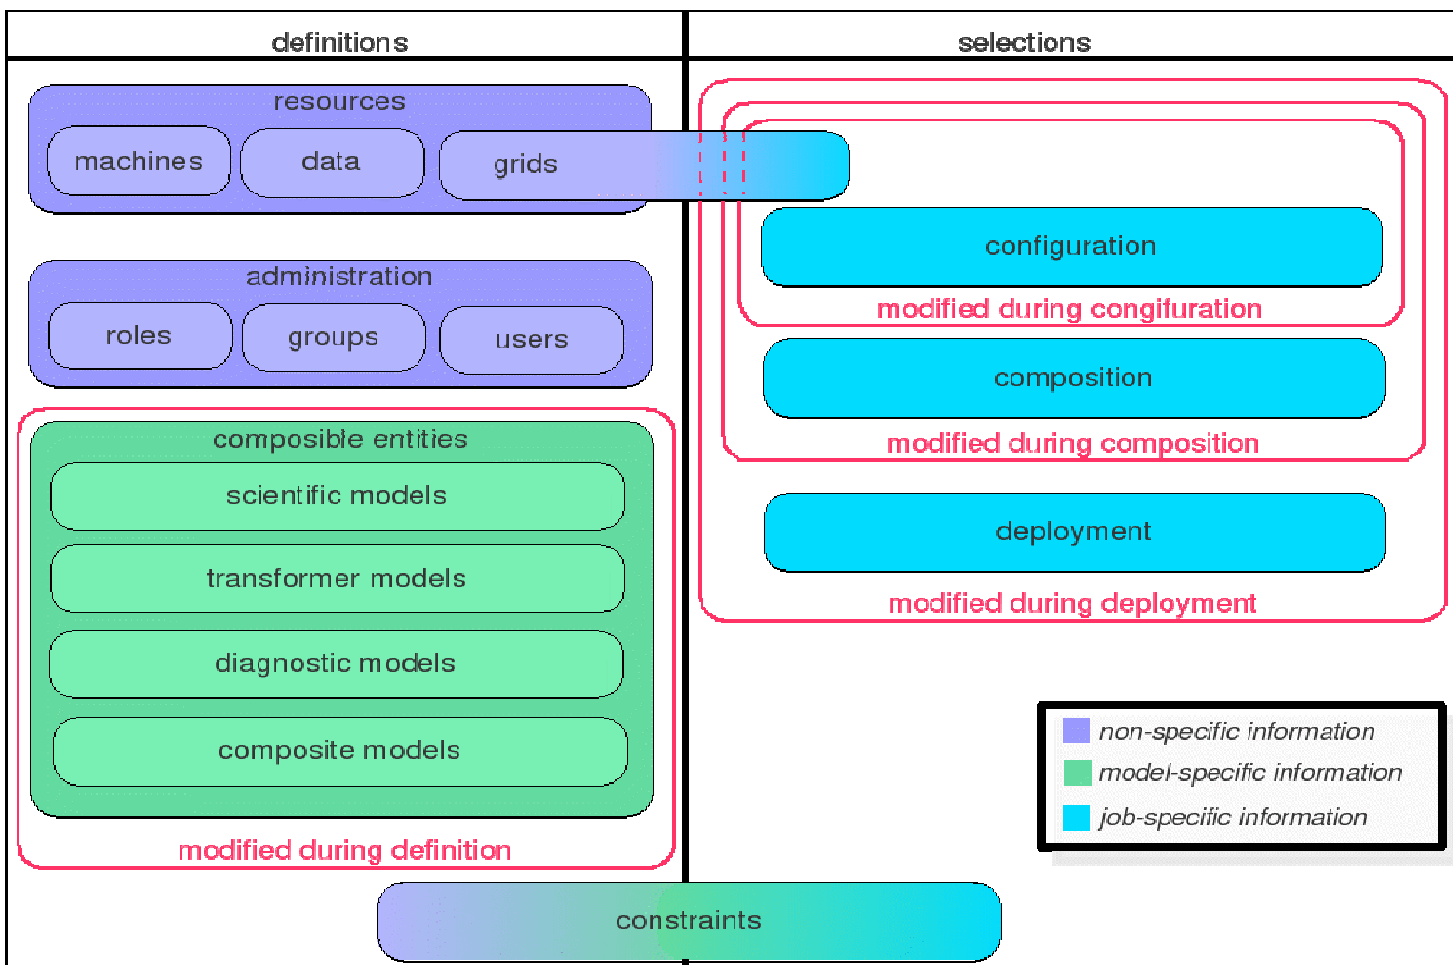 definitions
selections
resources
machines
data
grids
configuration
modified during congifuration
administration
roles
groups
users
composition
modified during composition
composible entities
scientific models
transformer models
diagnostic models
composite models
modified during definition
deployment
modified during deployment
non-specific information
model-specific information
job-specific information
constraints